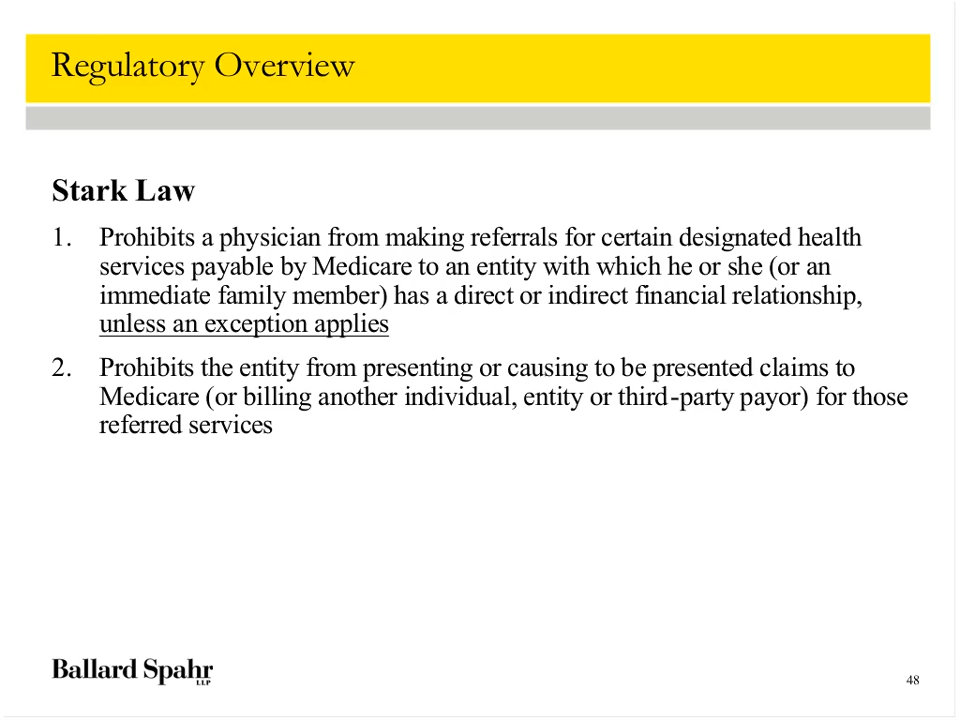 Regulatory Overview
Stark Law
1. Prohibits a physician from making referrals for certain designated health
services payable by Medicare to an entity with which he or she (or an
immediate family member) has a direct or indirect financial relationship,
unless an exception applies
2. Prohibits the entity from presenting or causing to be presented claims to
Medicare (or billing another individual, entity or third-party payor) for those
referred services
Ballard Spahr
LLP
48